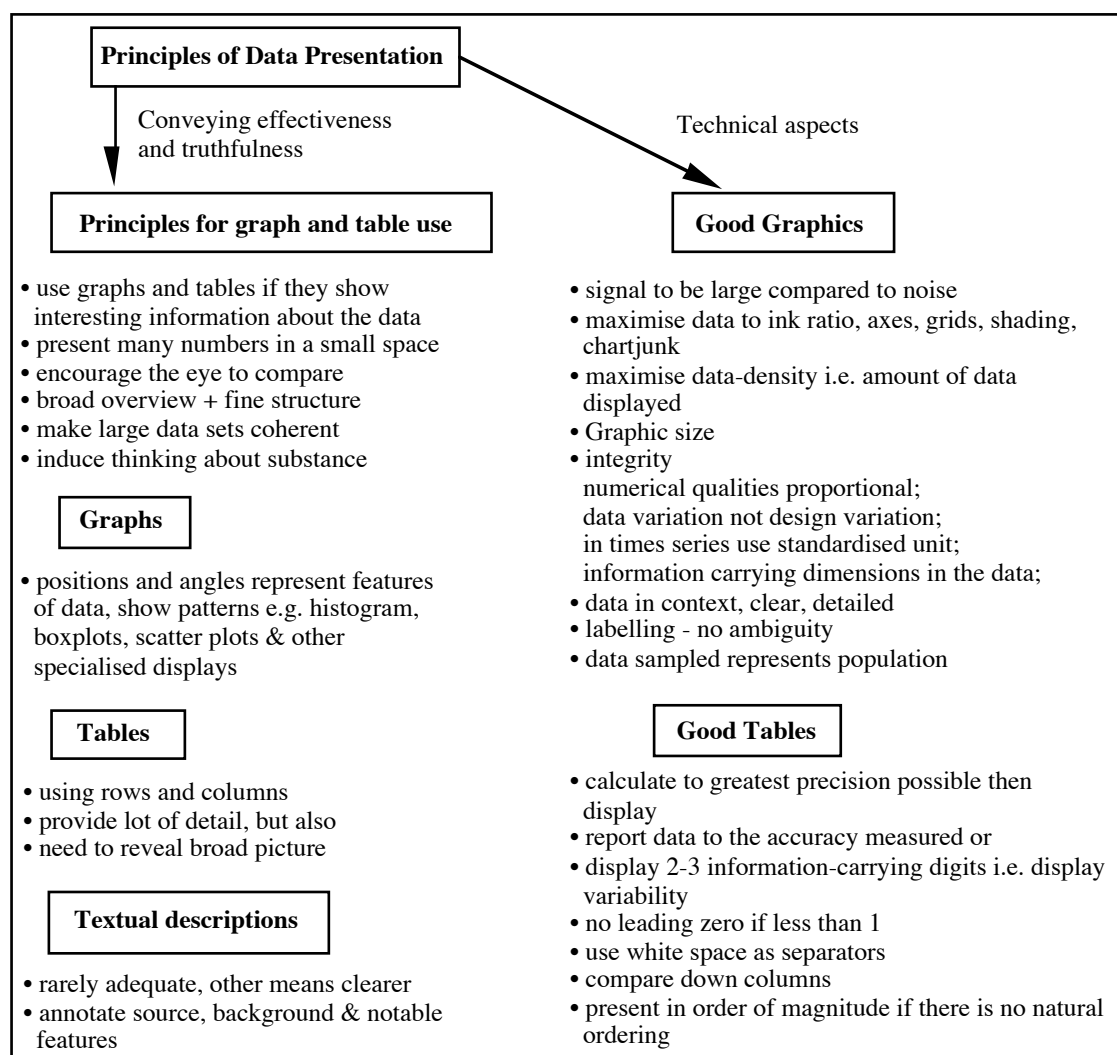 Principles of Data Presentation
Conveying effectiveness
and truthfulness
Technical aspects
Principles for graph and table use
• use graphs and tables if they show
interesting information about the data
• present many numbers in a small space
• encourage the eye to compare
• broad overview + fine structure
• make large data sets coherent
• induce thinking about substance
Graphs
• positions and angles represent features
of data, show patterns e.g. histogram,
boxplots, scatter plots & other
specialised displays
Tables
• using rows and columns
• provide lot of detail, but also
• need to reveal broad picture
Textual descriptions
• rarely adequate, other means clearer
• annotate source, background & notable
features
Good Graphics
• signal to be large compared to noise
• maximise data to ink ratio, axes, grids, shading,
chartjunk
• maximise data-density i.e. amount of data
displayed
• Graphic size
• integrity
numerical qualities proportional;
data variation not design variation;
in times series use standardised unit;
information carrying dimensions in the data;
• data in context, clear, detailed
• labelling - no ambiguity
• data sampled represents population
Good Tables
• calculate to greatest precision possible then
display
• report data to the accuracy measured or
• display 2-3 information-carrying digits i.e. display
variability
• no leading zero if less than 1
• use white space as separators
• compare down columns
• present in order of magnitude if there is no natural
ordering